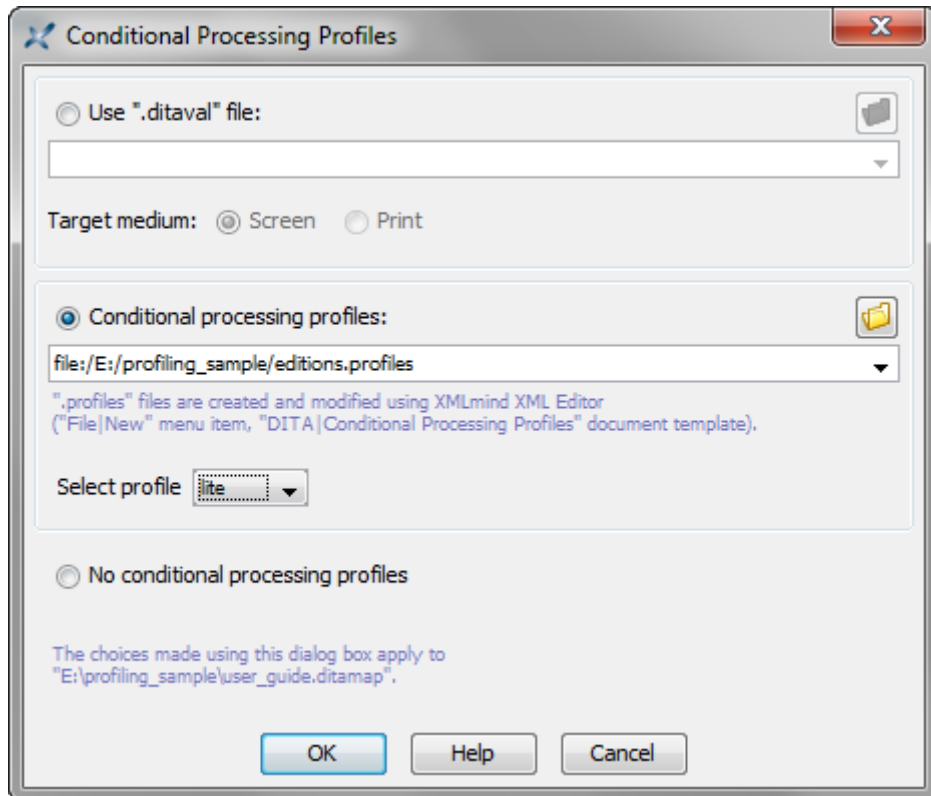 Conditional Processing Profiles
Use ".ditaval" file:
Target medium: Screen Print
Conditional processing profiles:
file:/E:/profiling_sample/editions.profiles
".profiles" files are created and modified using XMLmind XML Editor
("File|New" menu item, "DITA|Conditional Processing Profiles" document template).
Select profile lite
No conditional processing profiles
The choices made using this dialog box apply to
"E:\profiling_sample\user_guide.ditamap".
OK Help Cancel